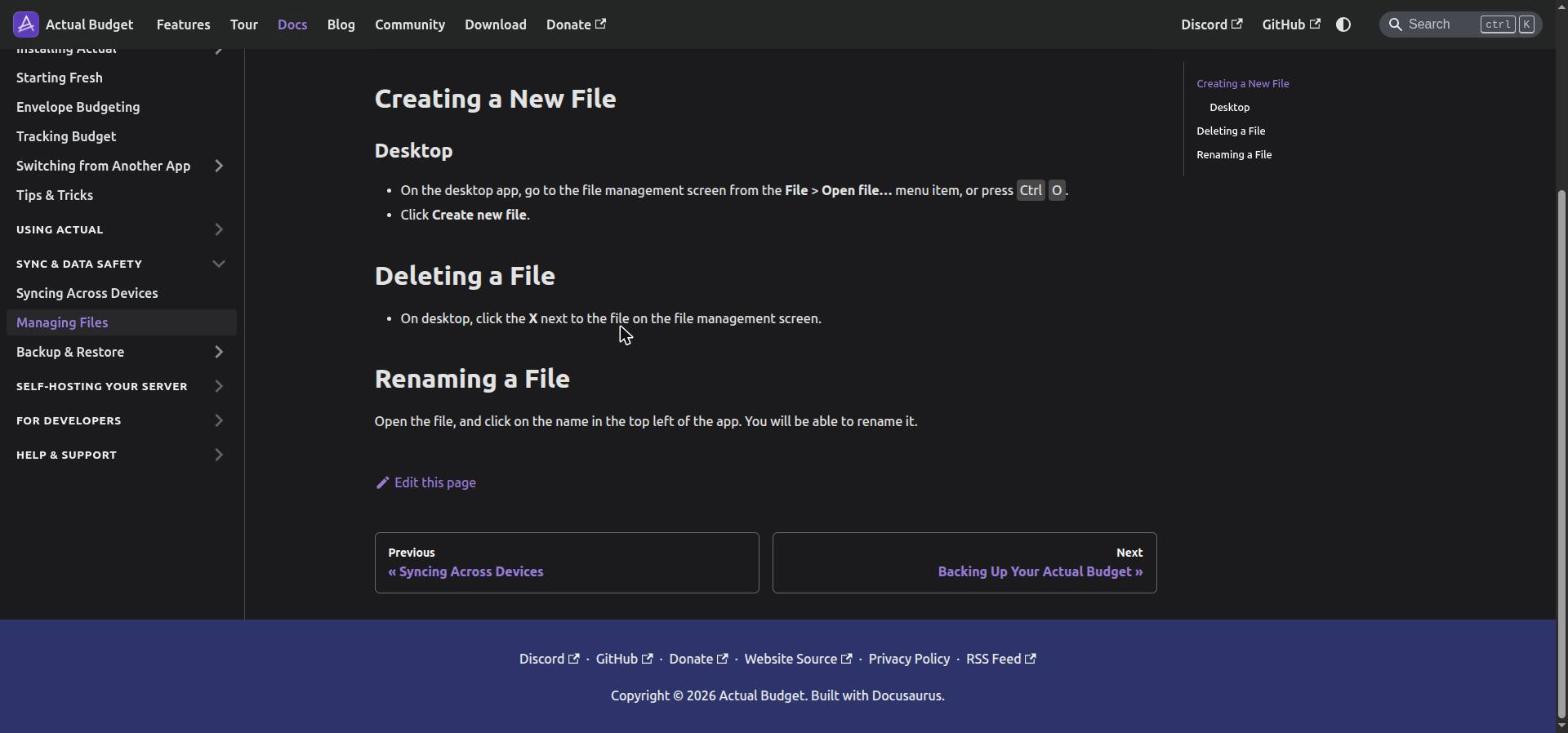 Actual Budget Features Tour Docs Blog Community Download Donate Discord GitHub Search ctrl K
Installing Actual
Starting Fresh
Envelope Budgeting
Tracking Budget
Switching from Another App
Tips & Tricks
USING ACTUAL
SYNC & DATA SAFETY
Syncing Across Devices
Managing Files
Backup & Restore
SELF-HOSTING YOUR SERVER
FOR DEVELOPERS
HELP & SUPPORT
Creating a New File
Desktop
• On the desktop app, go to the file management screen from the File > Open file... menu item, or press Ctrl O.
• Click Create new file.
Deleting a File
• On desktop, click the X next to the file on the file management screen.
Renaming a File
Open the file, and click on the name in the top left of the app. You will be able to rename it.
Edit this page
Previous
« Syncing Across Devices
Next
Backing Up Your Actual Budget »
Creating a New File
Desktop
Deleting a File
Renaming a File
Discord · GitHub · Donate · Website Source · Privacy Policy · RSS Feed
Copyright © 2026 Actual Budget. Built with Docusaurus.